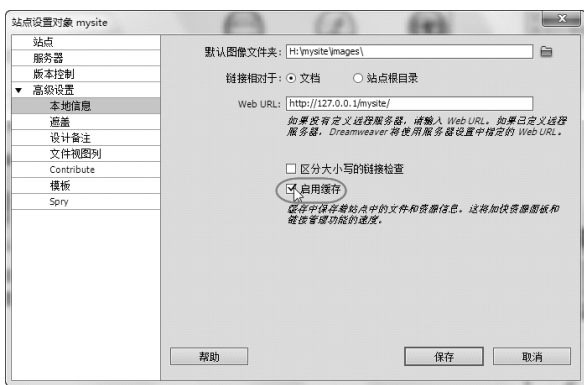 站点设置对象 mysite
站点
服务器
版本控制
高级设置
本地信息
遮盖
设计备注
文件视图列
Contribute
模板
Spry
默认图像文件夹: H:\mysite\images\
链接相对于: 文档 站点根目录
Web URL: http://127.0.0.1/mysite/
如果没有定义远程服务器，请输入 Web URL。如果已定义远程
服务器，Dreamweaver 将使用服务器设置中指定的 Web URL。
区分大小写的链接检查
启用缓存
缓存中保存着站点中的文件和资源信息。这将加快资源面板和
链接管理功能的速度。
帮助 保存 取消